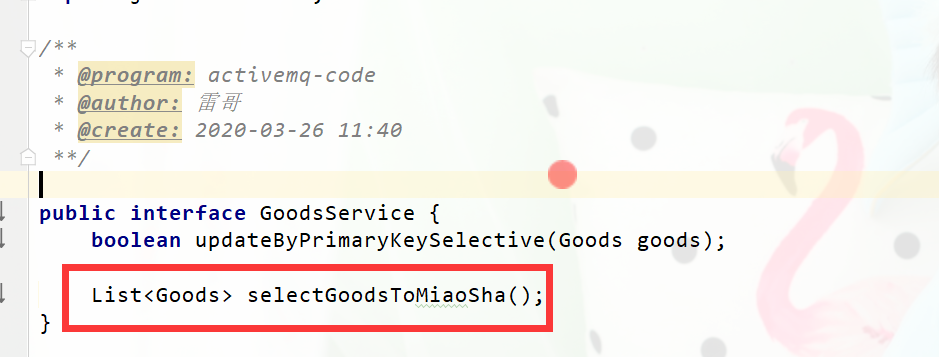 /**
* @program: activemq-code
* @author: 雷哥
* @create: 2020-03-26 11:40
**/
public interface GoodsService {
boolean updateByPrimaryKeySelective(Goods goods);
List<Goods> selectGoodsToMiaoSha();
}